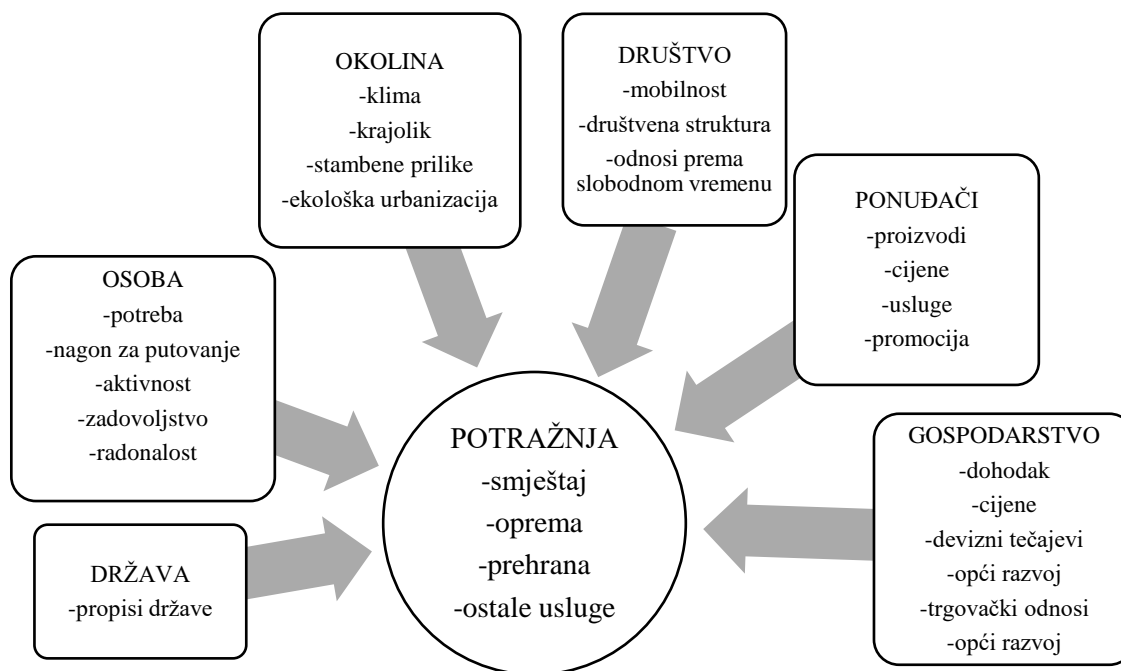 OKOLINA
-klima
-krajolik
-stambene prilike
-ekološka urbanizacija
DRUŠTVO
-mobilnost
-društvena struktura
-odnosi prema
slobodnom vremenu
PONUĐAČI
-proizvodi
-cijene
-usluge
-promocija
OSOBA
-potreba
-nagon za putovanje
-aktivnost
-zadovoljstvo
-radonalost
POTRAŽNJA
-smještaj
-oprema
-prehrana
-ostale usluge
GOSPODARSTVO
-dohodak
-cijene
-devizni tečajevi
-opći razvoj
-trgovački odnosi
-opći razvoj
DRŽAVA
-propisi države